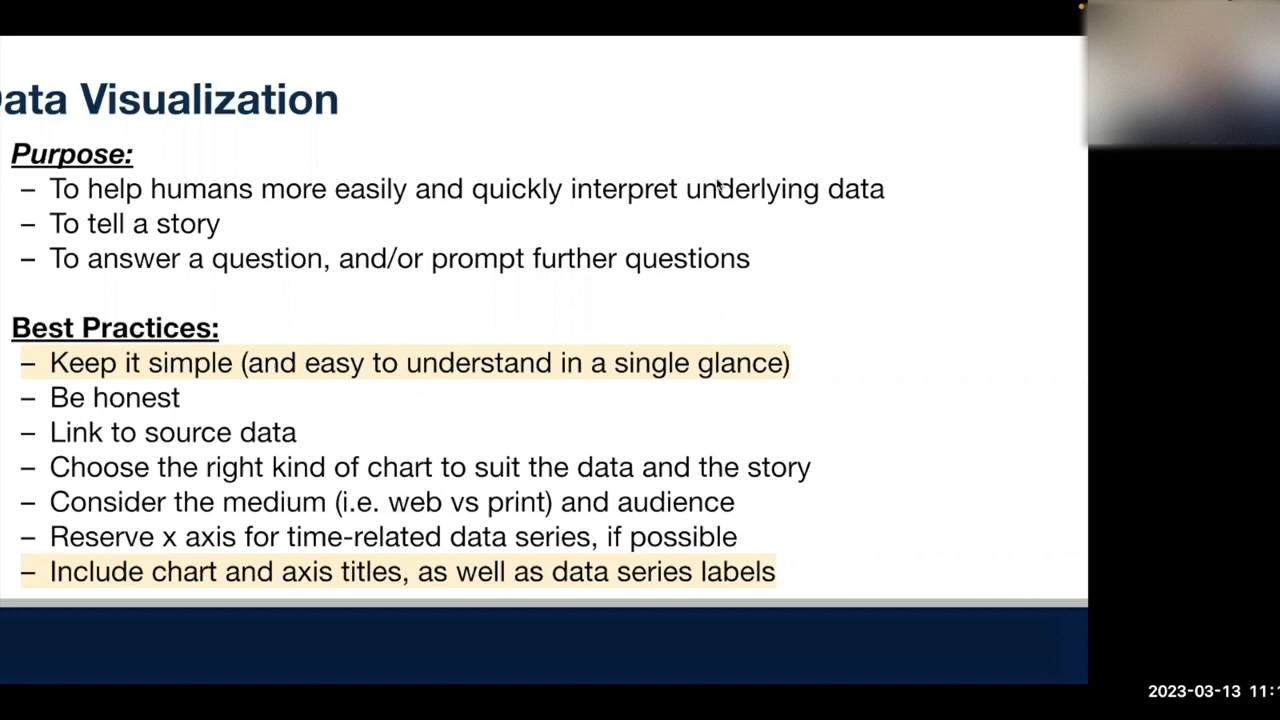 ata Visualization
Purpose:
– To help humans more easily and quickly interpret underlying data
– To tell a story
– To answer a question, and/or prompt further questions
Best Practices:
– Keep it simple (and easy to understand in a single glance)
– Be honest
– Link to source data
– Choose the right kind of chart to suit the data and the story
– Consider the medium (i.e. web vs print) and audience
– Reserve x axis for time-related data series, if possible
– Include chart and axis titles, as well as data series labels
2023-03-13 11:1